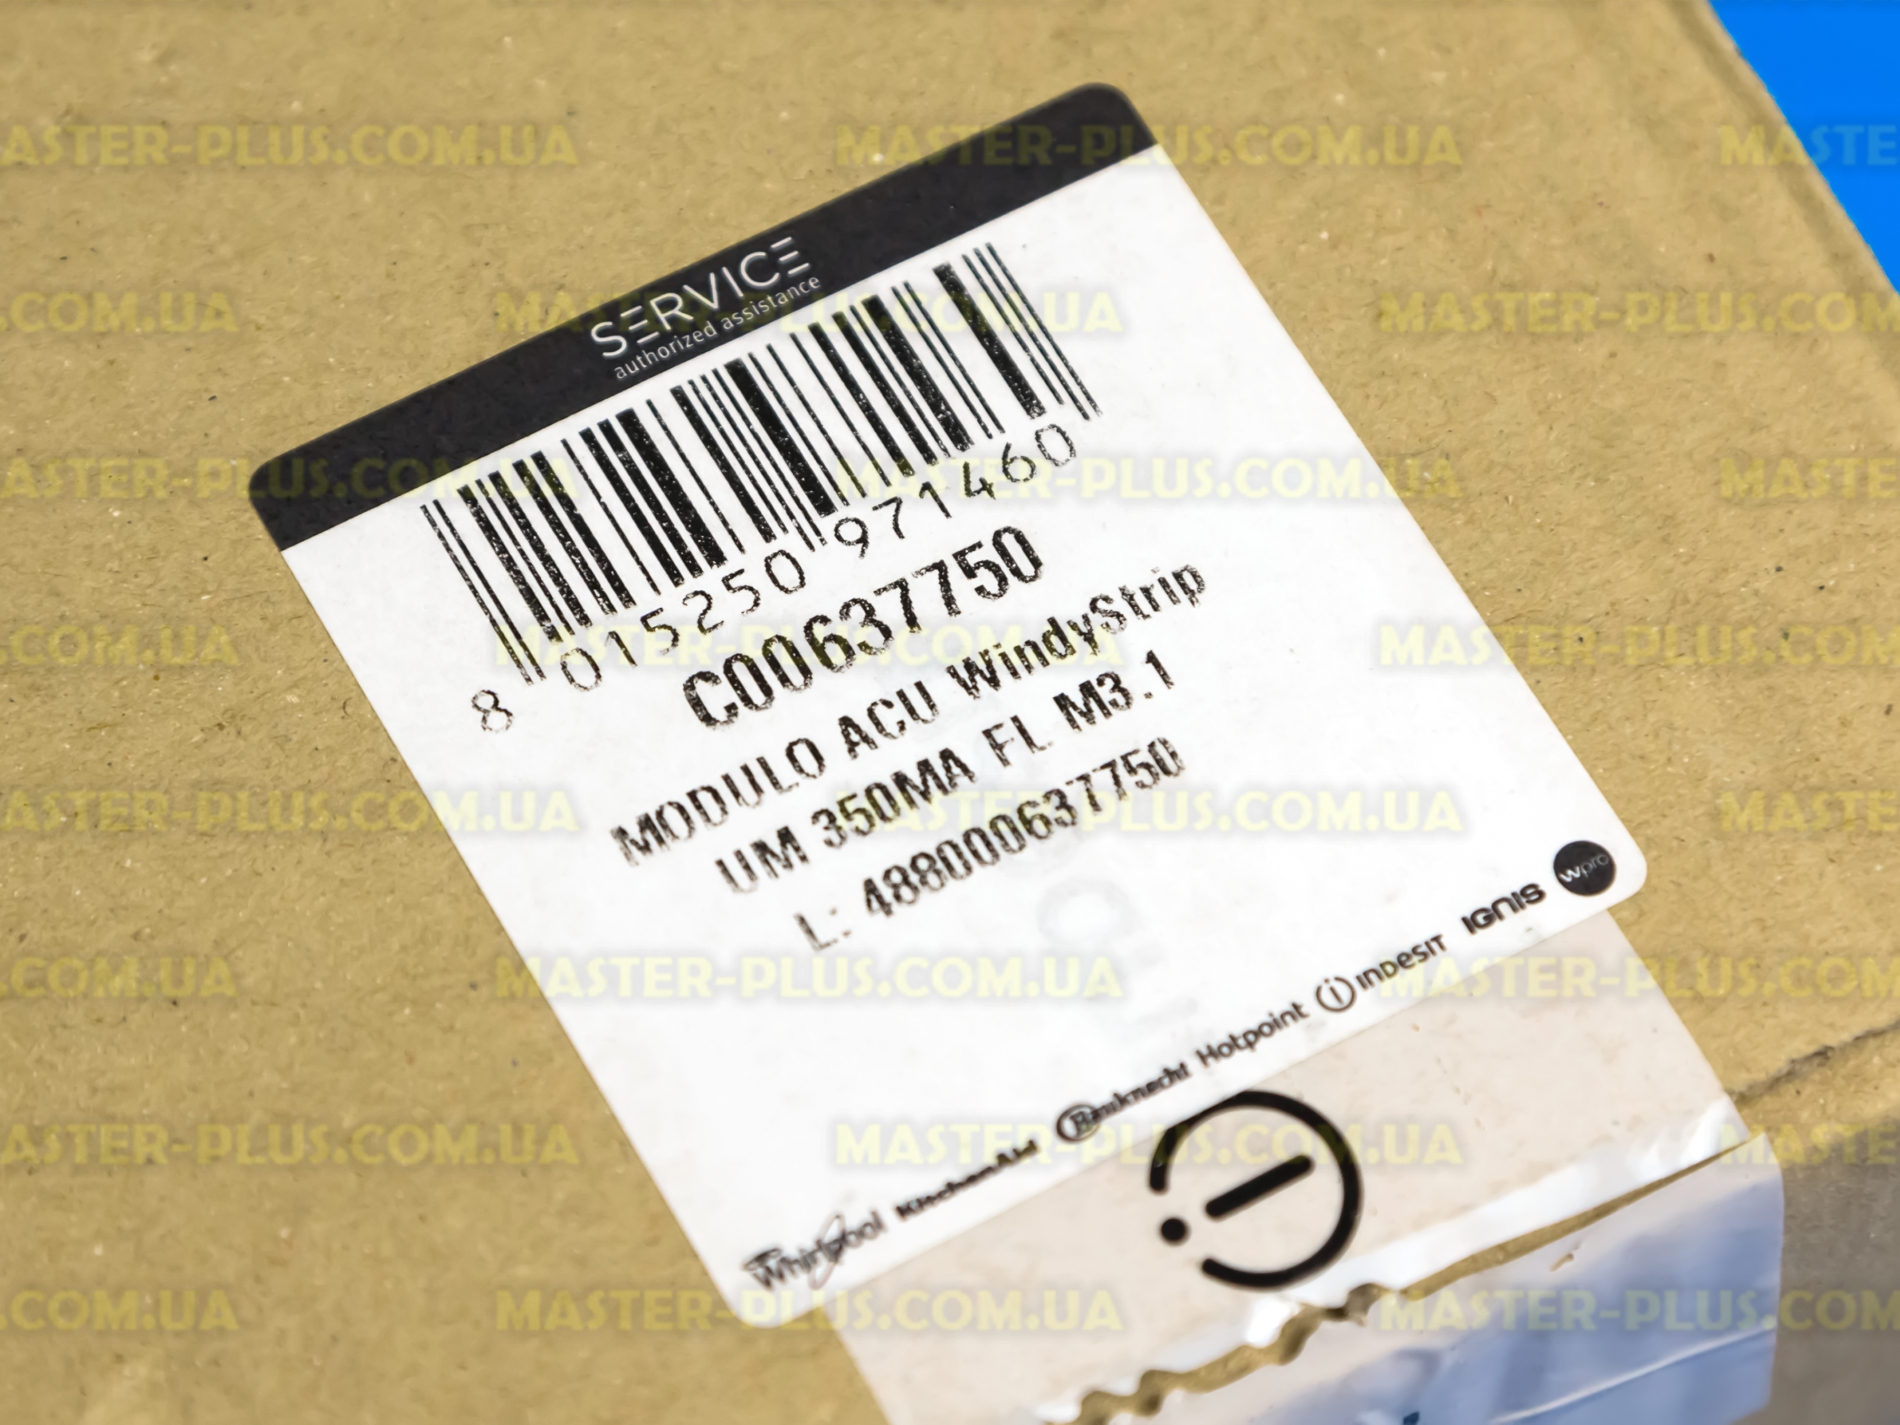 SERVICE
authorized assistance
8 015250 971460
C00637750
MODULO ACU WindyStrip
UM 350MA FL M3.1
L: 488000637750
Whirlpool KitchenAid Bauknecht Hotpoint indesit IGNIS wpro
MASTER-PLUS.COM.UA